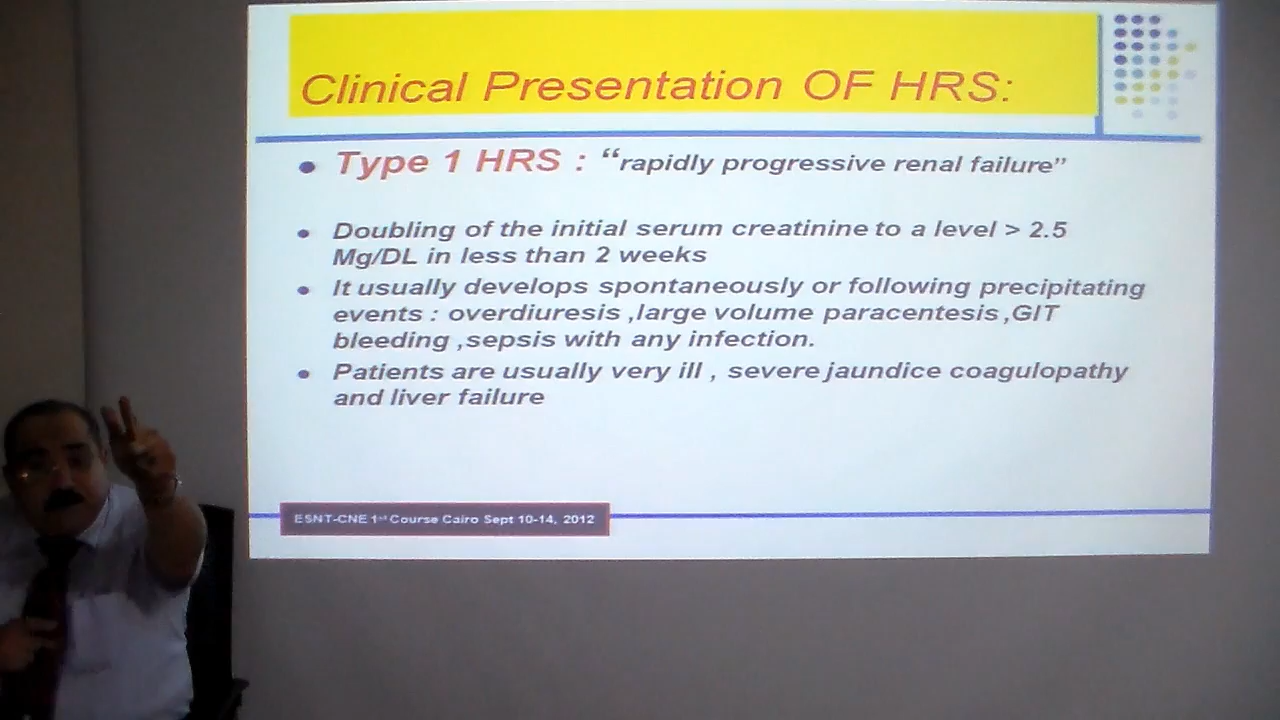 Clinical Presentation OF HRS:
• Type 1 HRS : “rapidly progressive renal failure”
• Doubling of the initial serum creatinine to a level > 2.5
Mg/DL in less than 2 weeks
• It usually develops spontaneously or following precipitating
events : overdiuresis ,large volume paracentesis ,GIT
bleeding ,sepsis with any infection.
• Patients are usually very ill , severe jaundice coagulopathy
and liver failure
ESNT-CNE 1st Course Cairo Sept 10-14, 2012